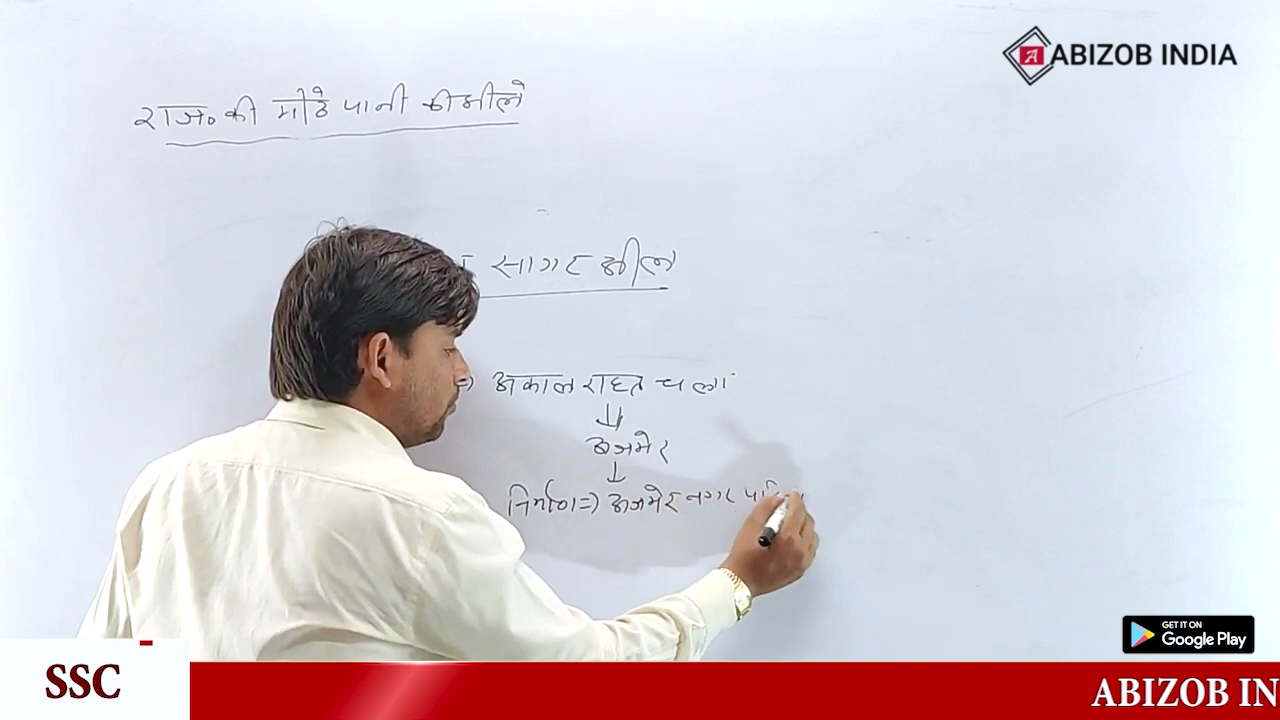 ABIZOB INDIA
राज० की मीठे पानी की झीले
सागर झील
=) अकाल राहत चला
अजमेर
निर्माण =) अजमेर नगर
GET IT ON
Google Play
SSC
ABIZOB IN